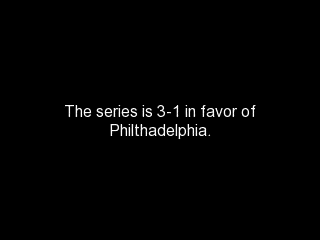 The series is 3-1 in favor of
Philthadelphia.